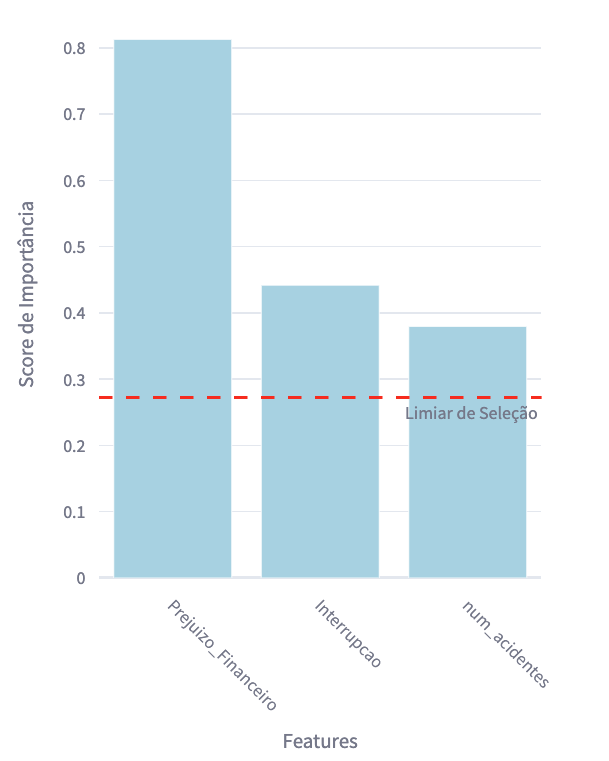 0.8
0.7
0.6
0.5
0.4
0.3
0.2
0.1
0
Score de Importância
Limiar de Seleção
Prejuizo_Financeiro
Interrupcao
num_acidentes
Features